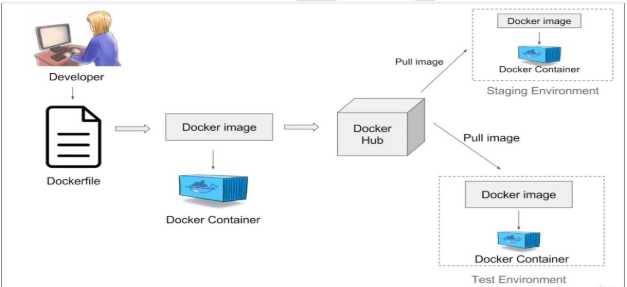 Developer
Dockerfile
Docker image
Docker Container
Docker
Hub
Pull image
Docker image
Docker Container
Staging Environment
Pull image
Docker image
Docker Container
Test Environment